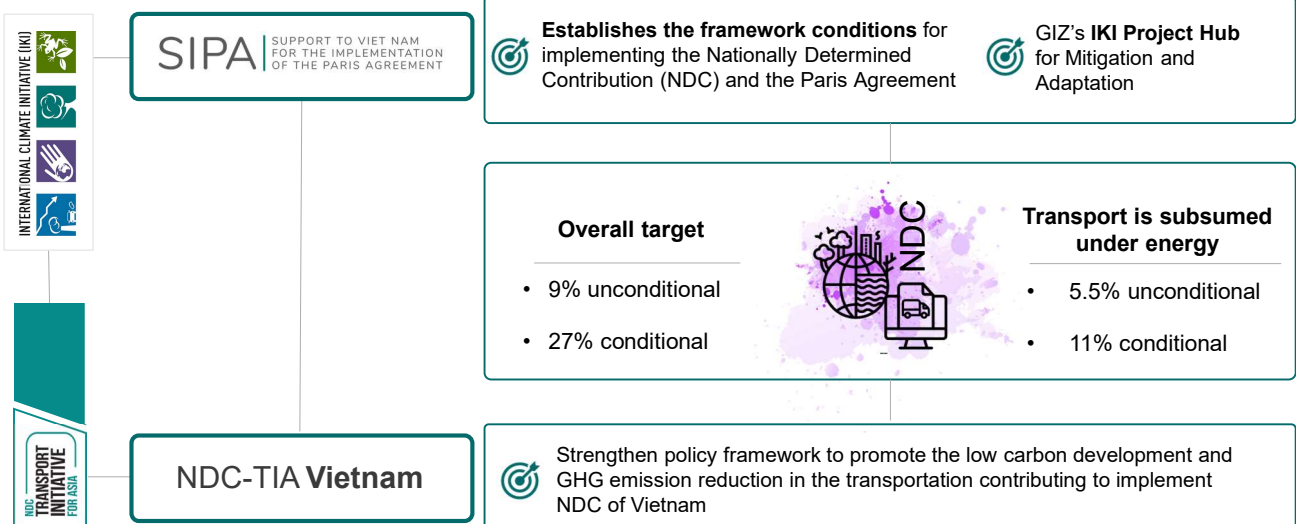 INTERNATIONAL CLIMATE INITIATIVE (IKI)
SIPA
SUPPORT TO VIET NAM
FOR THE IMPLEMENTATION
OF THE PARIS AGREEMENT
Establishes the framework conditions for
implementing the Nationally Determined
Contribution (NDC) and the Paris Agreement
GIZ's IKI Project Hub
for Mitigation and
Adaptation
Overall target
• 9% unconditional
• 27% conditional
NDC
Transport is subsumed
under energy
• 5.5% unconditional
• 11% conditional
NDC
TRANSPORT
INITIATIVE
FOR ASIA
NDC-TIA Vietnam
Strengthen policy framework to promote the low carbon development and
GHG emission reduction in the transportation contributing to implement
NDC of Vietnam